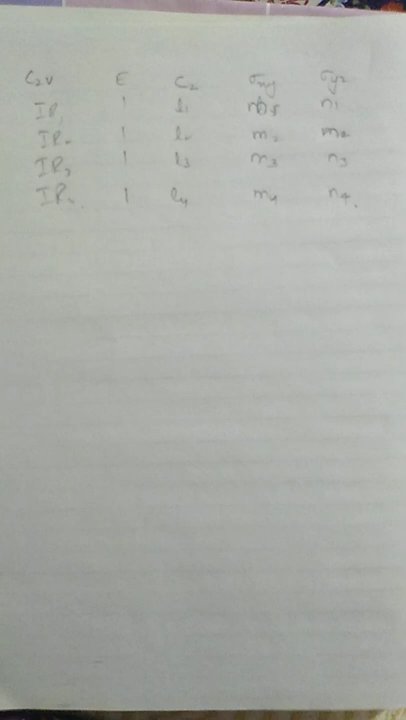 C2v E C2 σxy σyz
IR1 1 l1 m1 n1
IR2 1 l2 m2
IR3 1 l3 m3 n3
IR4 1 l4 m4 n4.